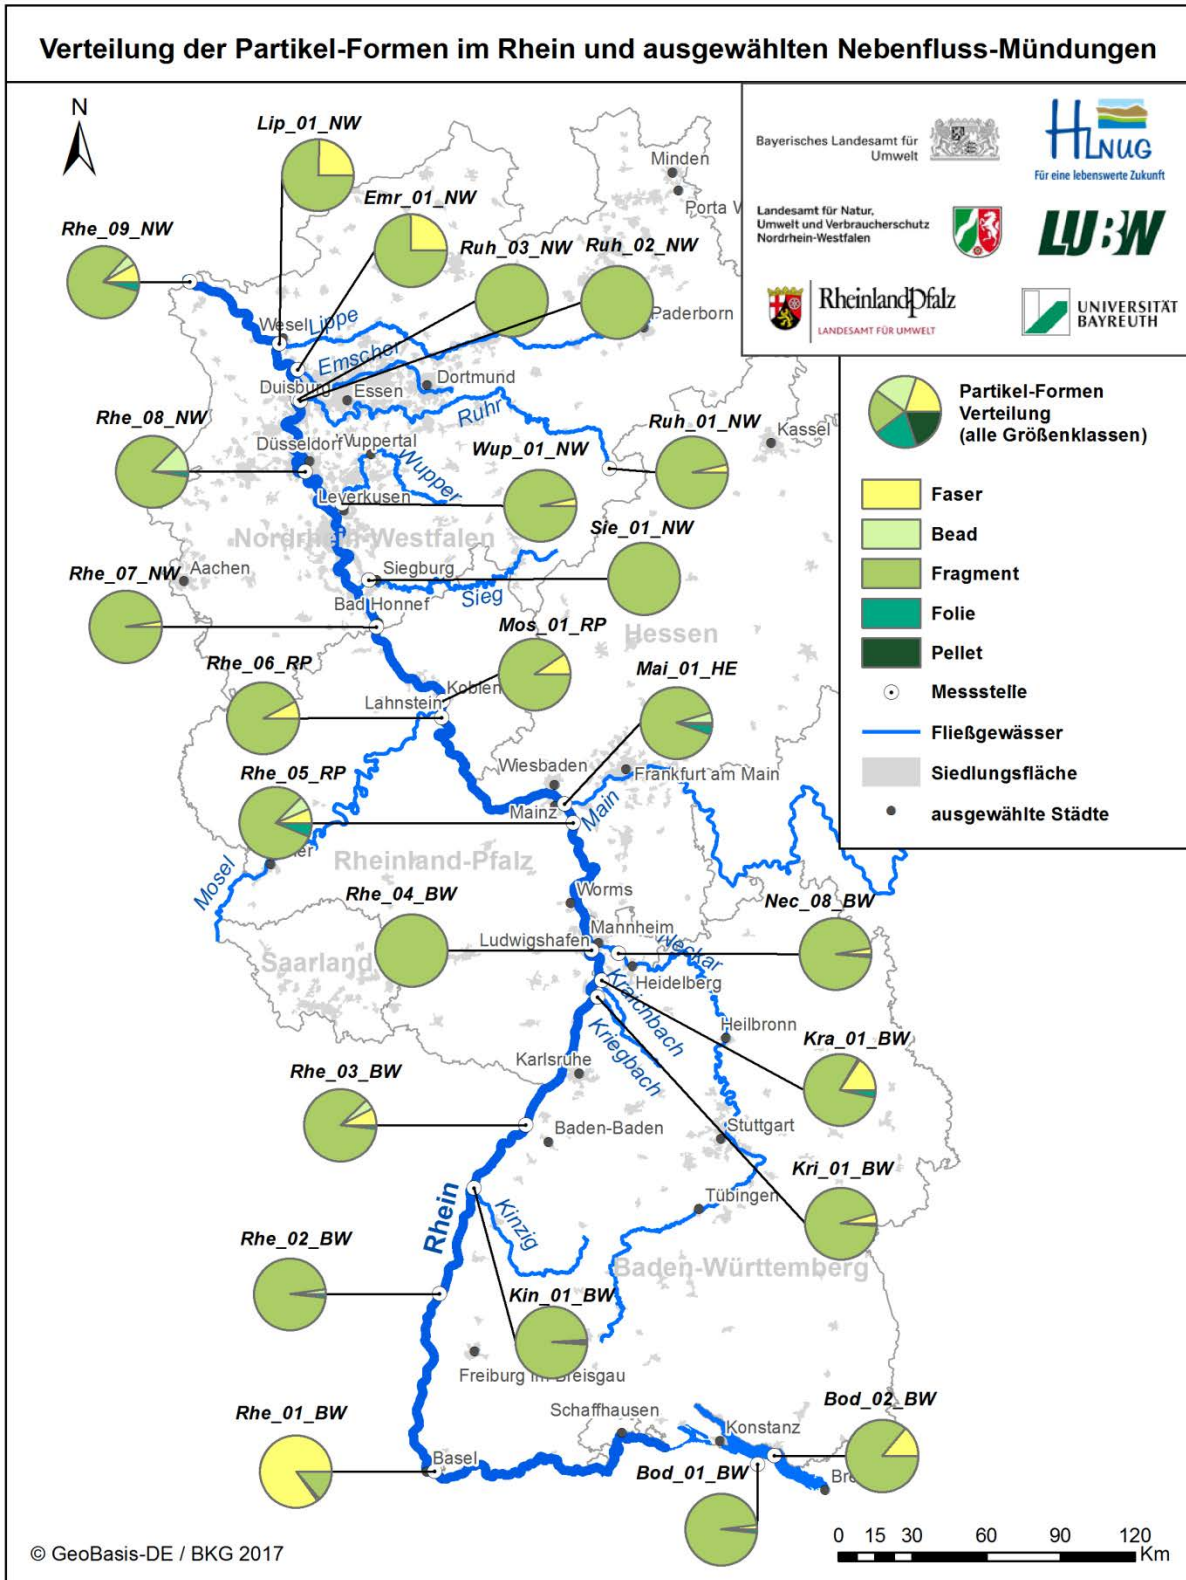 Verteilung der Partikel-Formen im Rhein und ausgewählten Nebenfluss-Mündungen
N
Bayerisches Landesamt für
Umwelt
HLNUG
Für eine lebenswerte Zukunft
Landesamt für Natur,
Umwelt und Verbraucherschutz
Nordrhein-Westfalen
LUBW
RheinlandPfalz
LANDESAMT FÜR UMWELT
UNIVERSITÄT
BAYREUTH
Partikel-Formen
Verteilung
(alle Größenklassen)
Faser
Bead
Fragment
Folie
Pellet
Messstelle
Fließgewässer
Siedlungsfläche
ausgewählte Städte
Lip_01_NW
Minden
Porta W
Emr_01_NW
Rhe_09_NW
Ruh_03_NW
Ruh_02_NW
Wesel
Lippe
Paderborn
Emscher
Duisburg
Essen
Dortmund
Ruhr
Rhe_08_NW
Ruh_01_NW
Kassel
Düsseldorf
Wuppertal
Wup_01_NW
Wupper
Leverkusen
Nordrhein-Westfalen
Sie_01_NW
Rhe_07_NW
Aachen
Siegburg
Sieg
Bad Honnef
Mos_01_RP
Hessen
Rhe_06_RP
Mai_01_HE
Koblen
Lahnstein
Wiesbaden
Frankfurt am Main
Rhe_05_RP
Mainz
Main
Mosel
Rheinland-Pfalz
Rhe_04_BW
Worms
Nec_08_BW
Mannheim
Ludwigshafen
Neckar
Saarland
Heidelberg
Kraichbach
Kriegbach
Heilbronn
Kra_01_BW
Karlsruhe
Rhe_03_BW
Baden-Baden
Stuttgart
Kri_01_BW
Rhein
Kinzig
Tübingen
Rhe_02_BW
Baden-Württemberg
Kin_01_BW
Freiburg im Breisgau
Rhe_01_BW
Schaffhausen
Konstanz
Bod_02_BW
Basel
Bod_01_BW
Bre
© GeoBasis-DE / BKG 2017
0 15 30 60 90 120
Km